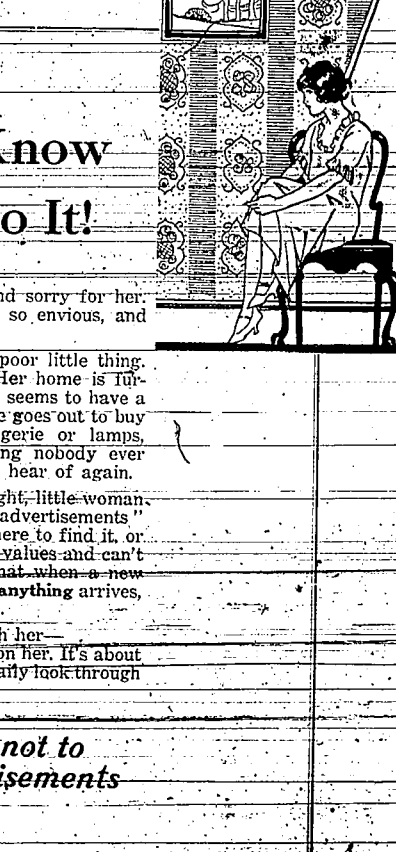 Know
o It!
nd sorry for her.
so envious, and
poor little thing.
Her home is fur-
seems to have a
e goes out to buy
gerie or lamps,
ng nobody ever
hear of again.
ght, little woman
advertisements"
here to find it, or
values and can't
hat when a new
anything arrives,
h her—
on her. It's about
aily look through
not to
isements